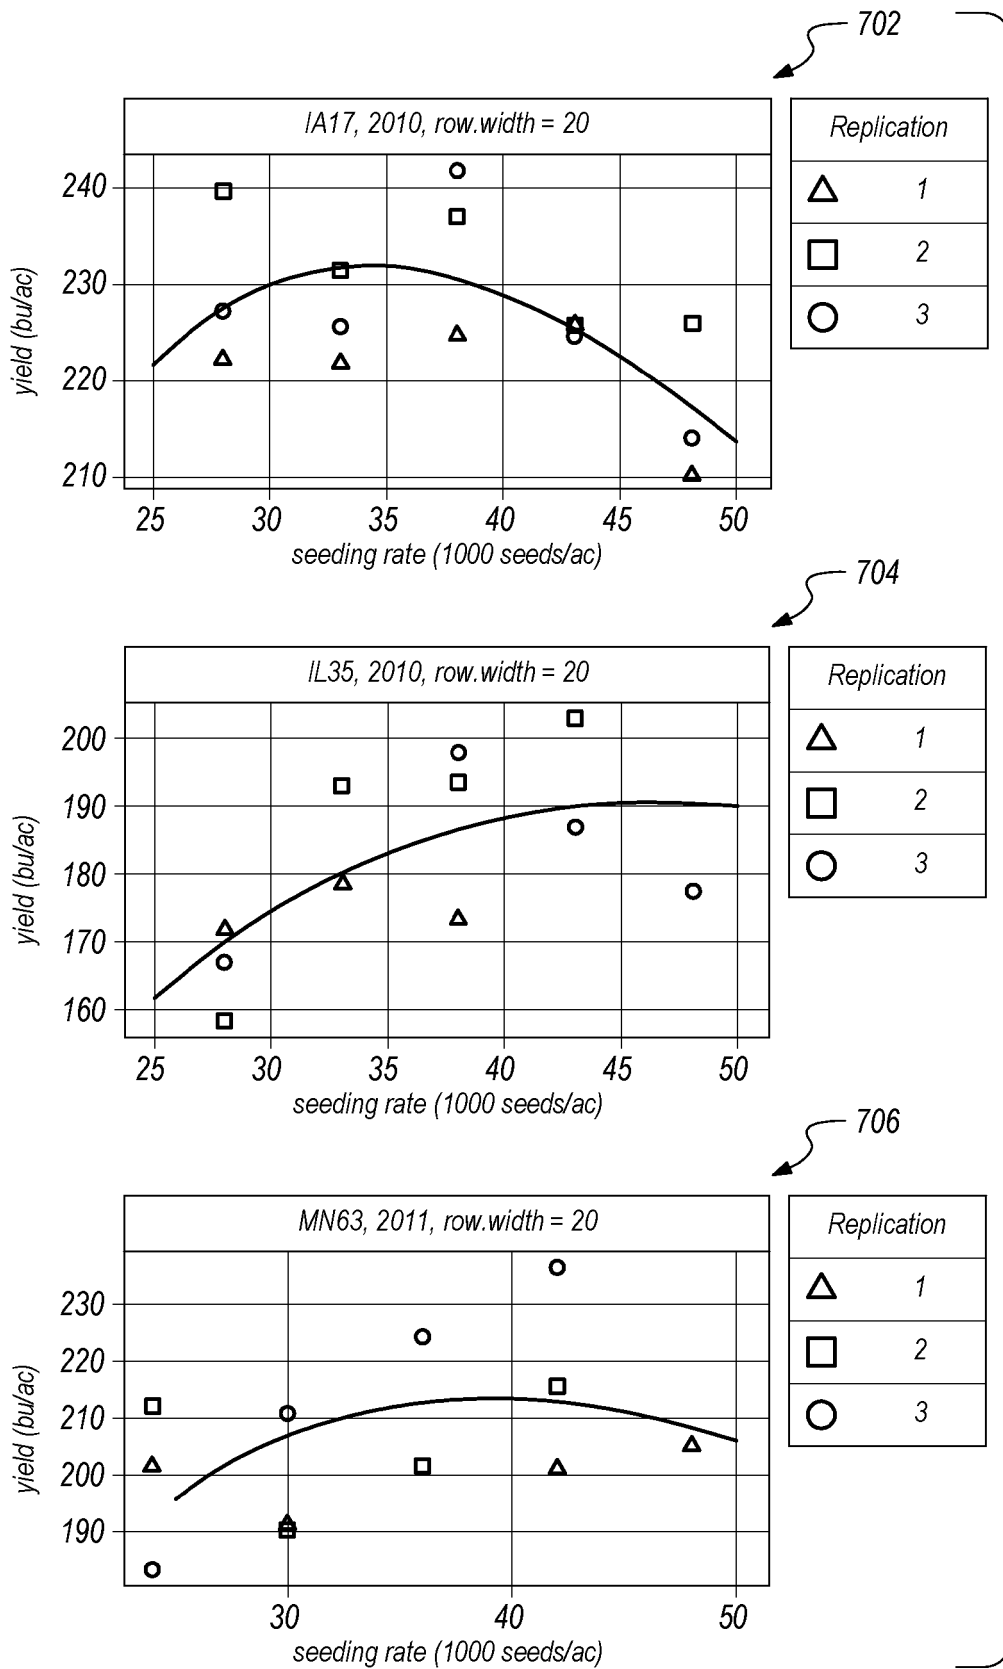 702
IA17, 2010, row.width = 20
Replication
1
2
3
240
230
220
210
yield (bu/ac)
25 30 35 40 45 50
seeding rate (1000 seeds/ac)
704
IL35, 2010, row.width = 20
Replication
1
2
3
200
190
180
170
160
yield (bu/ac)
25 30 35 40 45 50
seeding rate (1000 seeds/ac)
706
MN63, 2011, row.width = 20
Replication
1
2
3
230
220
210
200
190
yield (bu/ac)
30 40 50
seeding rate (1000 seeds/ac)